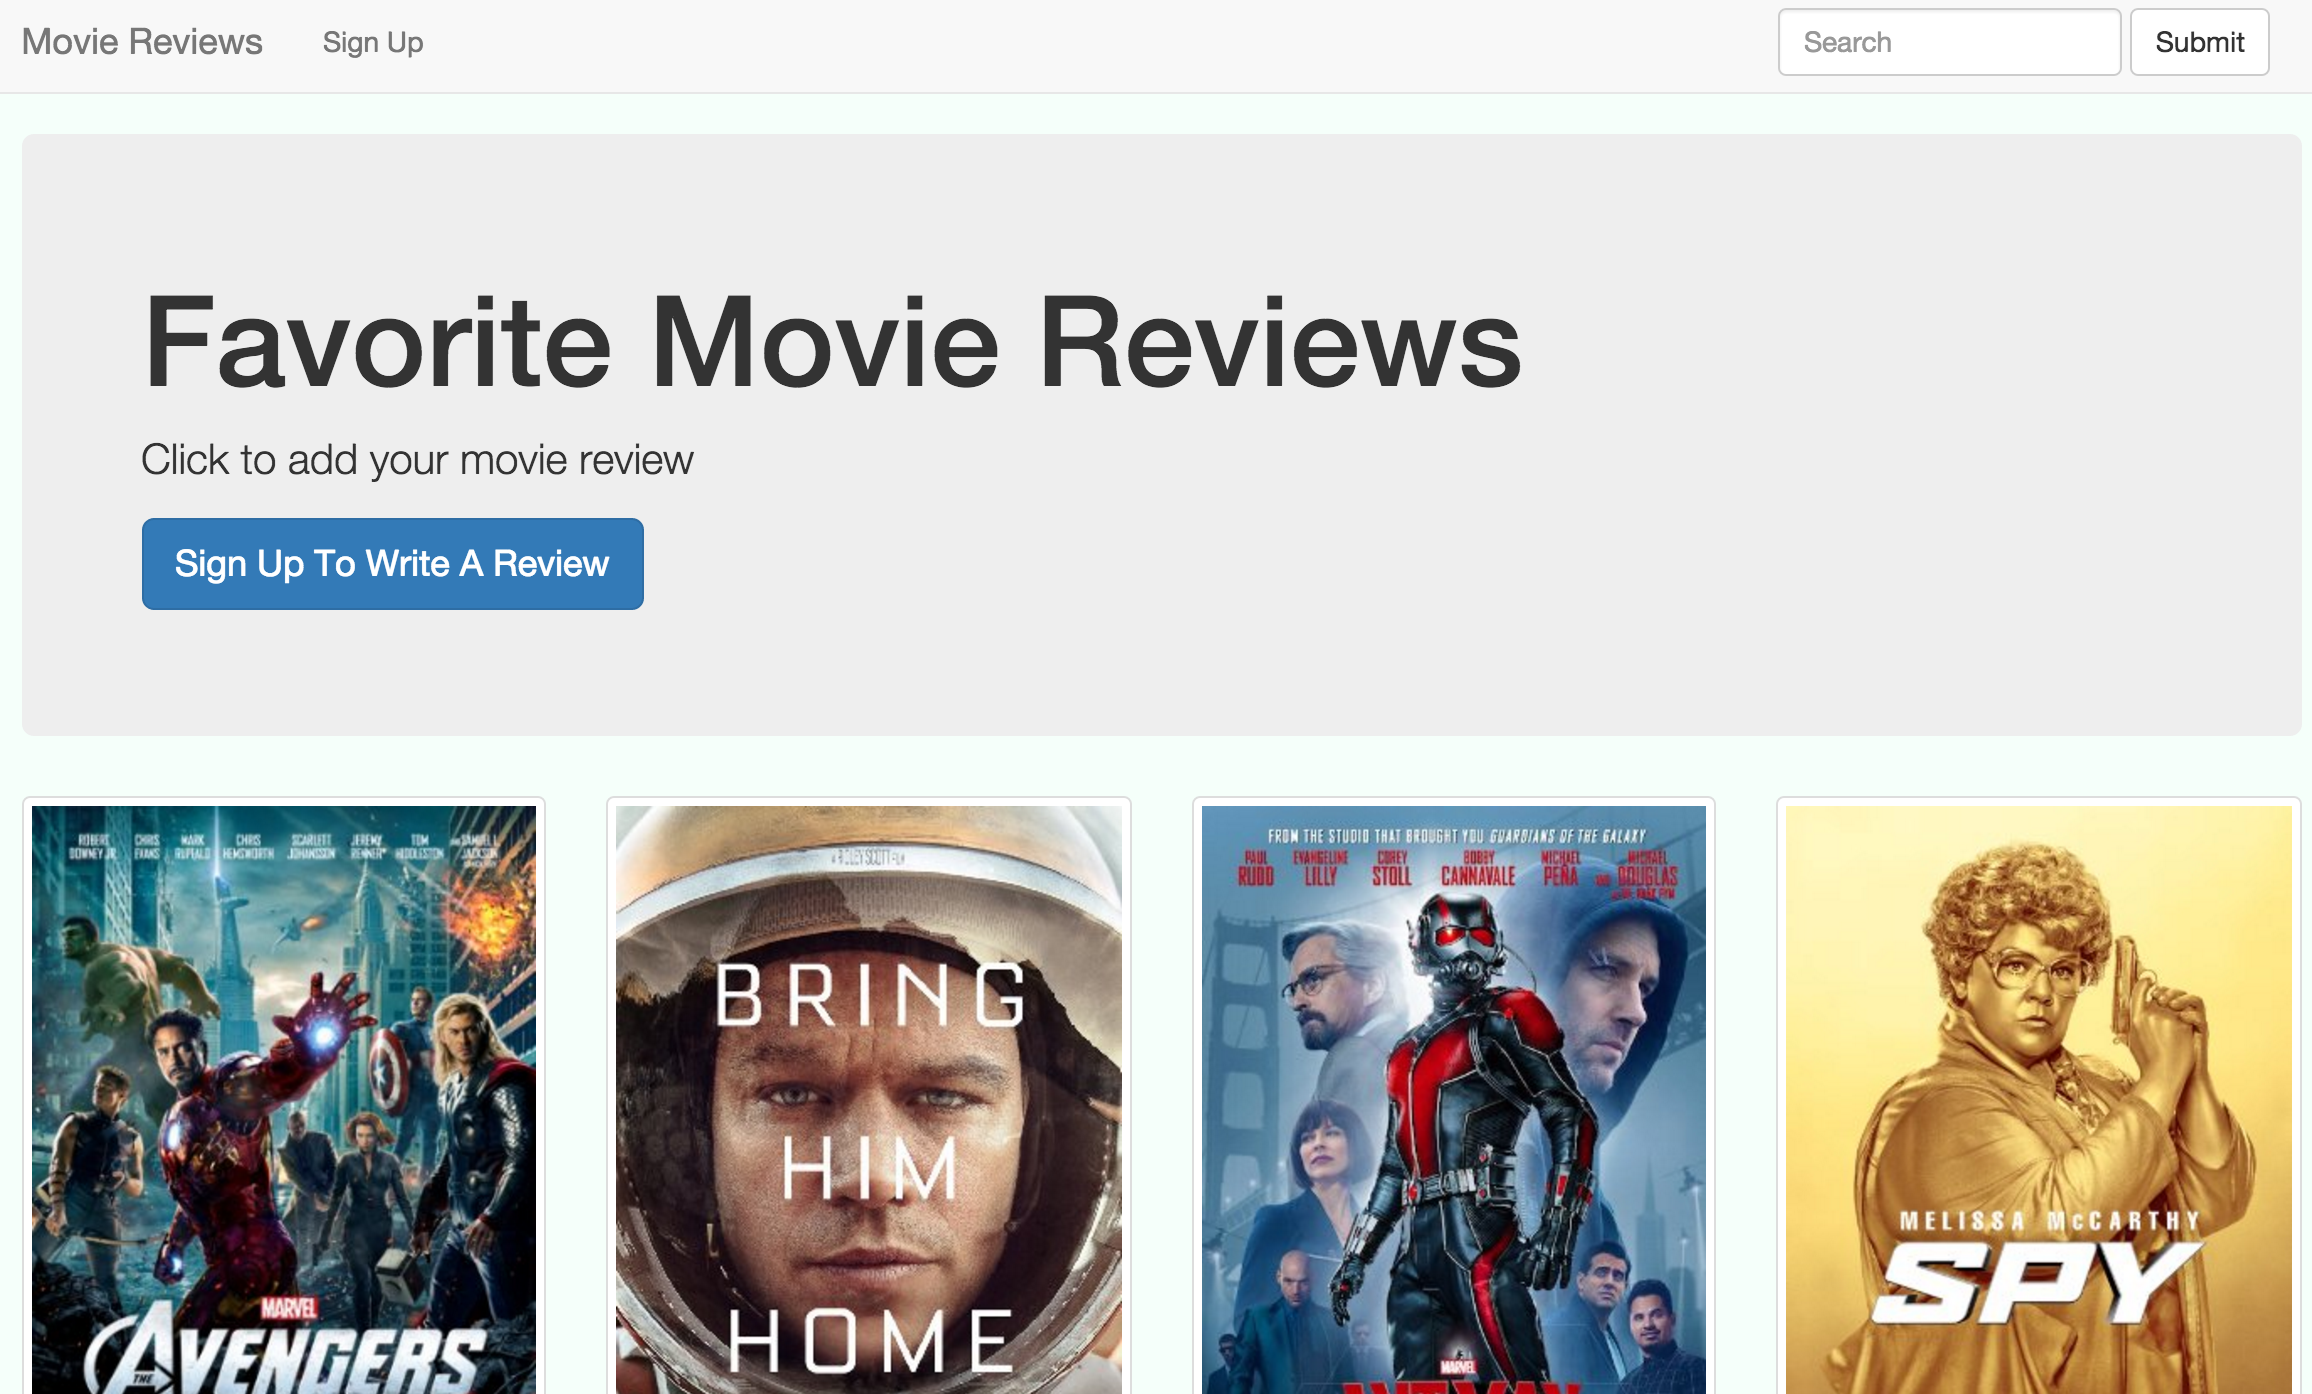 Movie Reviews
Sign Up
Search
Submit
Favorite Movie Reviews
Click to add your movie review
Sign Up To Write A Review
ROBERT DOWNEY JR.
CHRIS EVANS
MARK RUFFALO
CHRIS HEMSWORTH
SCARLETT JOHANSSON
JEREMY RENNER
TOM HIDDLESTON
AND SAMUEL L. JACKSON
MARVEL
THE AVENGERS
A RIDLEY SCOTT FILM
BRING
HIM
HOME
FROM THE STUDIO THAT BROUGHT YOU GUARDIANS OF THE GALAXY
PAUL RUDD
EVANGELINE LILLY
COREY STOLL
BOBBY CANNAVALE
MICHAEL PEÑA
AND MICHAEL DOUGLAS
MARVEL
MELISSA McCARTHY
SPY